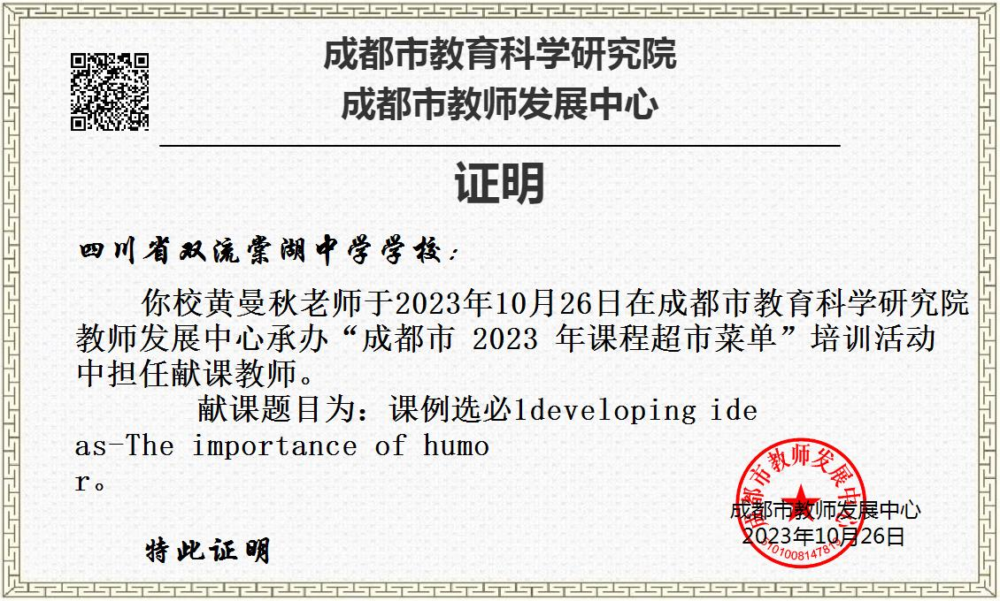 成都市教育科学研究院
成都市教师发展中心
证明
四川省双流棠湖中学学校：
你校黄曼秋老师于2023年10月26日在成都市教育科学研究院
教师发展中心承办“成都市 2023 年课程超市菜单”培训活动
中担任献课教师。
献课题目为：课例选必1developing ide
as-The importance of humo
r。
成都市教师发展中心
成都市教师发展中心
2023年10月26日
5101008147819
特此证明